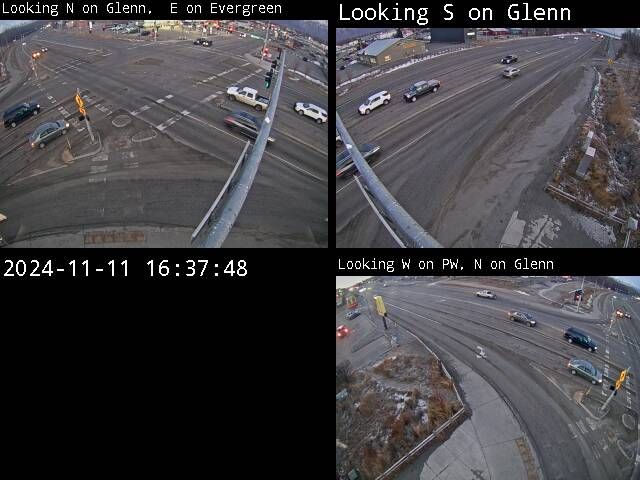 Looking N on Glenn, E on Evergreen
Looking S on Glenn
2024-11-11 16:37:48
Looking W on PW, N on Glenn